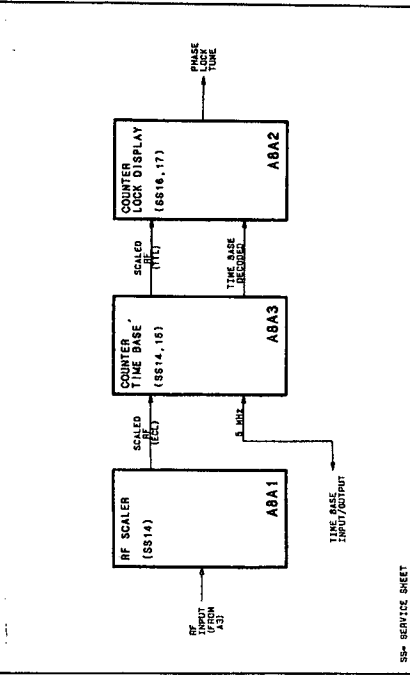 RF
INPUT
(FROM
A3)
RF SCALER
(SS14)
A8A1
SCALED
RF
(ECL)
5 MHz
TIME BASE
INPUT/OUTPUT
COUNTER
TIME BASE
(SS14,15)
A8A3
SCALED
RF
(TTL)
TIME BASE
DECODED
COUNTER
LOCK DISPLAY
(SS16,17)
A8A2
PHASE
LOCK
TUNE
SS= SERVICE SHEET